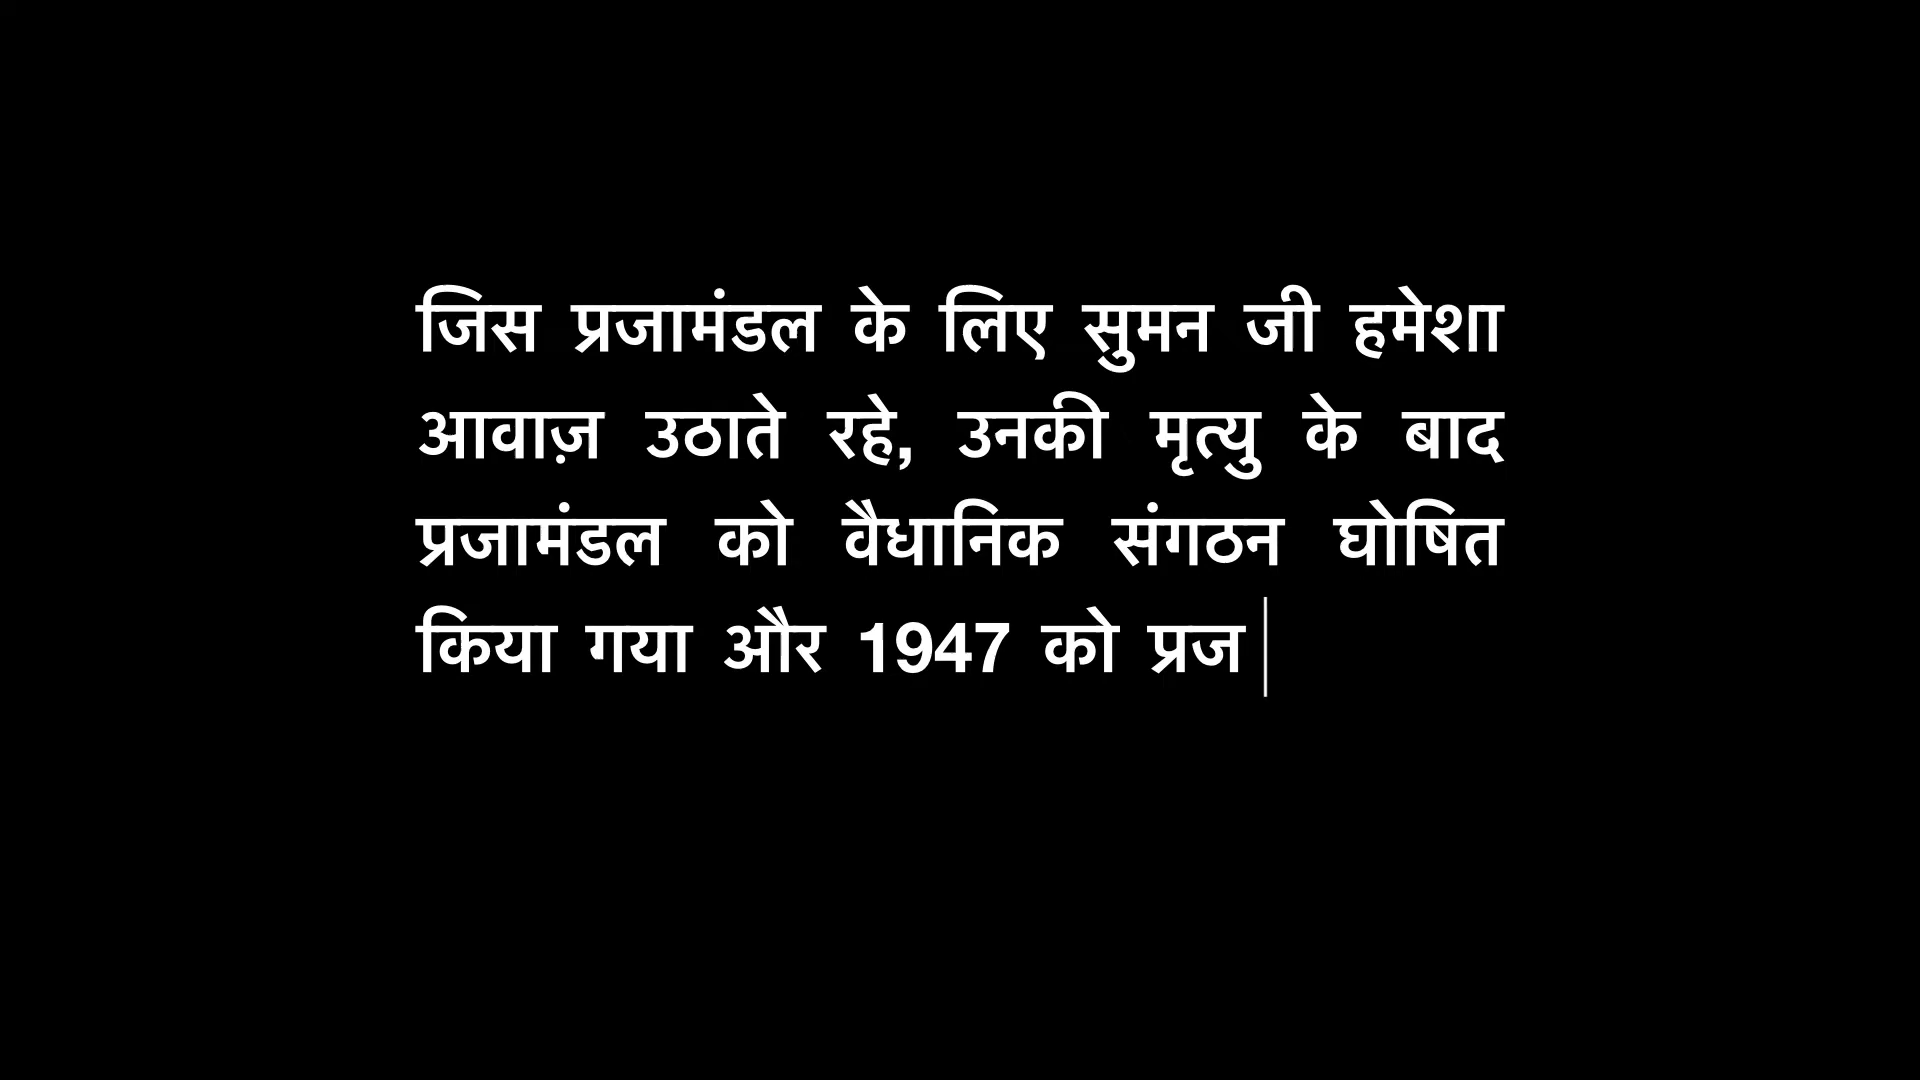 जिस प्रजामंडल के लिए सुमन जी हमेशा
आवाज़ उठाते रहे, उनकी मृत्यु के बाद
प्रजामंडल को वैधानिक संगठन घोषित
किया गया और 1947 को प्रज